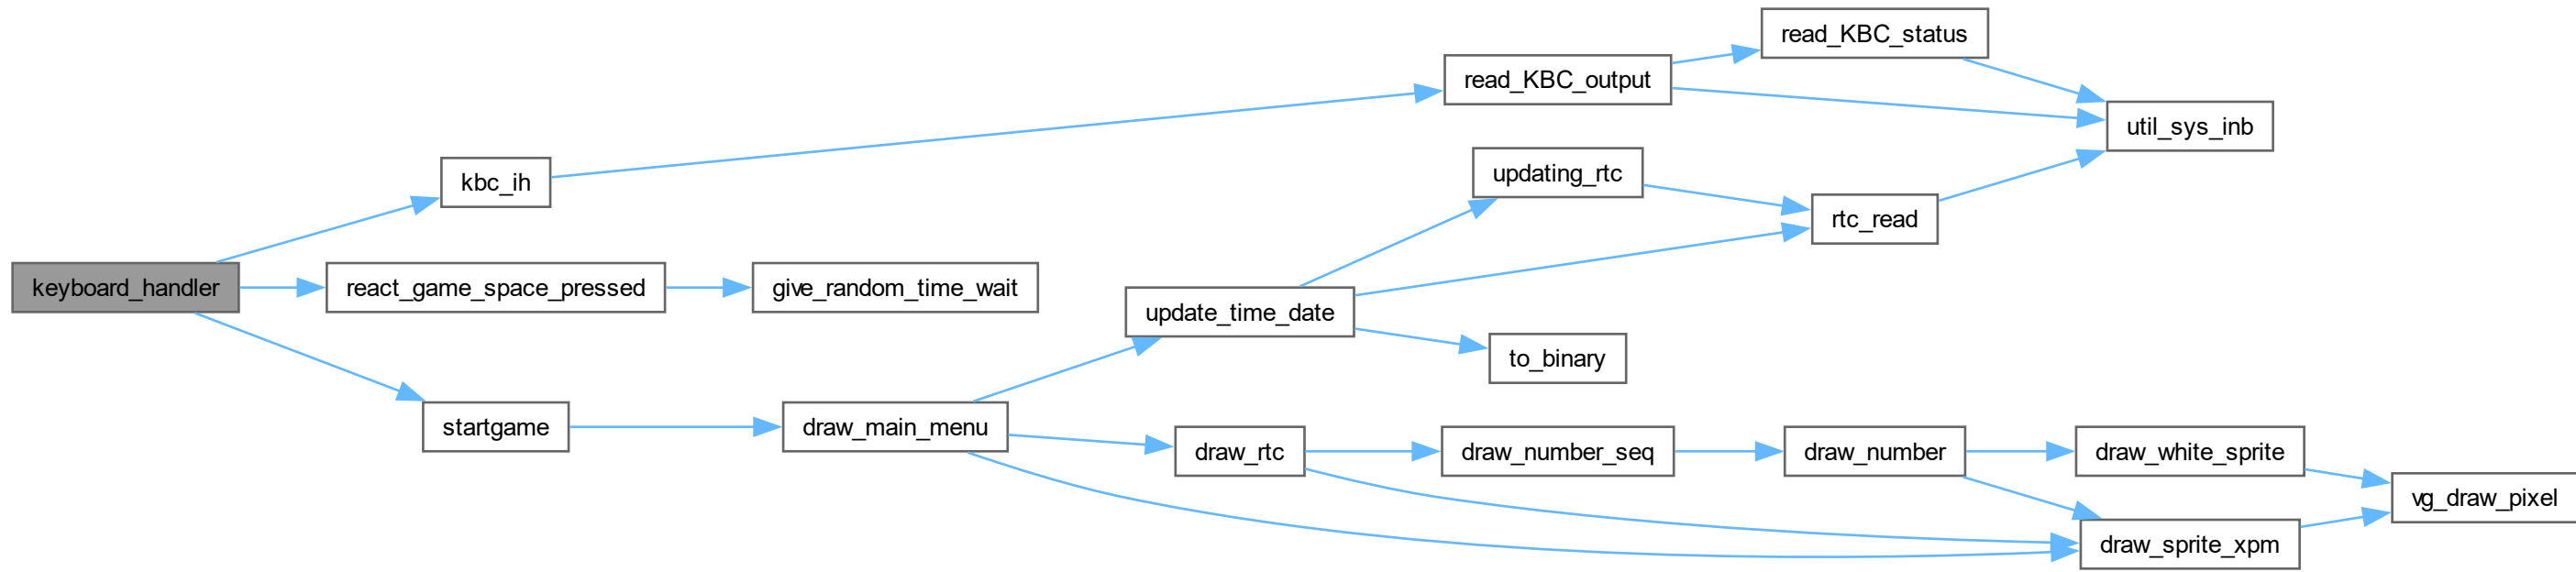 read_KBC_status
read_KBC_output
util_sys_inb
updating_rtc
kbc_ih
rtc_read
keyboard_handler
react_game_space_pressed
give_random_time_wait
update_time_date
to_binary
startgame
draw_main_menu
draw_rtc
draw_number_seq
draw_number
draw_white_sprite
vg_draw_pixel
draw_sprite_xpm